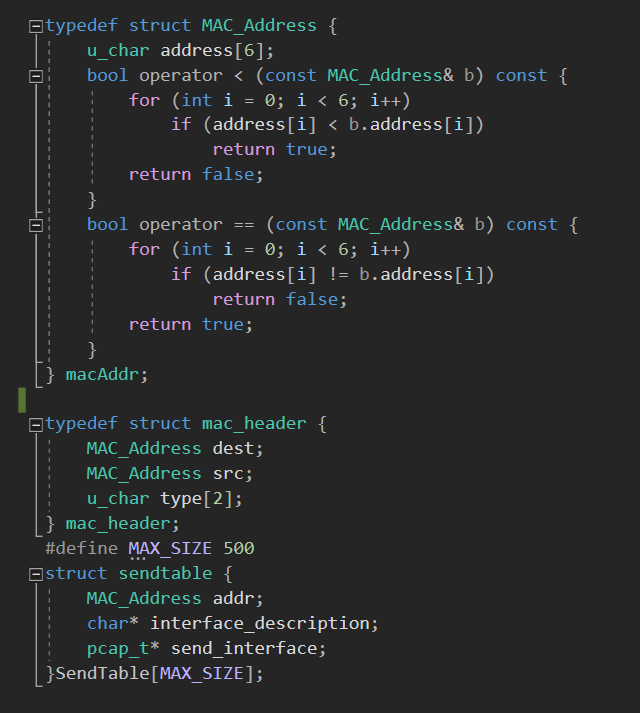 typedef struct MAC_Address {
    u_char address[6];
    bool operator < (const MAC_Address& b) const {
        for (int i = 0; i < 6; i++)
            if (address[i] < b.address[i])
                return true;
        return false;
    }
    bool operator == (const MAC_Address& b) const {
        for (int i = 0; i < 6; i++)
            if (address[i] != b.address[i])
                return false;
        return true;
    }
} macAddr;
typedef struct mac_header {
    MAC_Address dest;
    MAC_Address src;
    u_char type[2];
} mac_header;
#define MAX_SIZE 500
struct sendtable {
    MAC_Address addr;
    char* interface_description;
    pcap_t* send_interface;
}SendTable[MAX_SIZE];